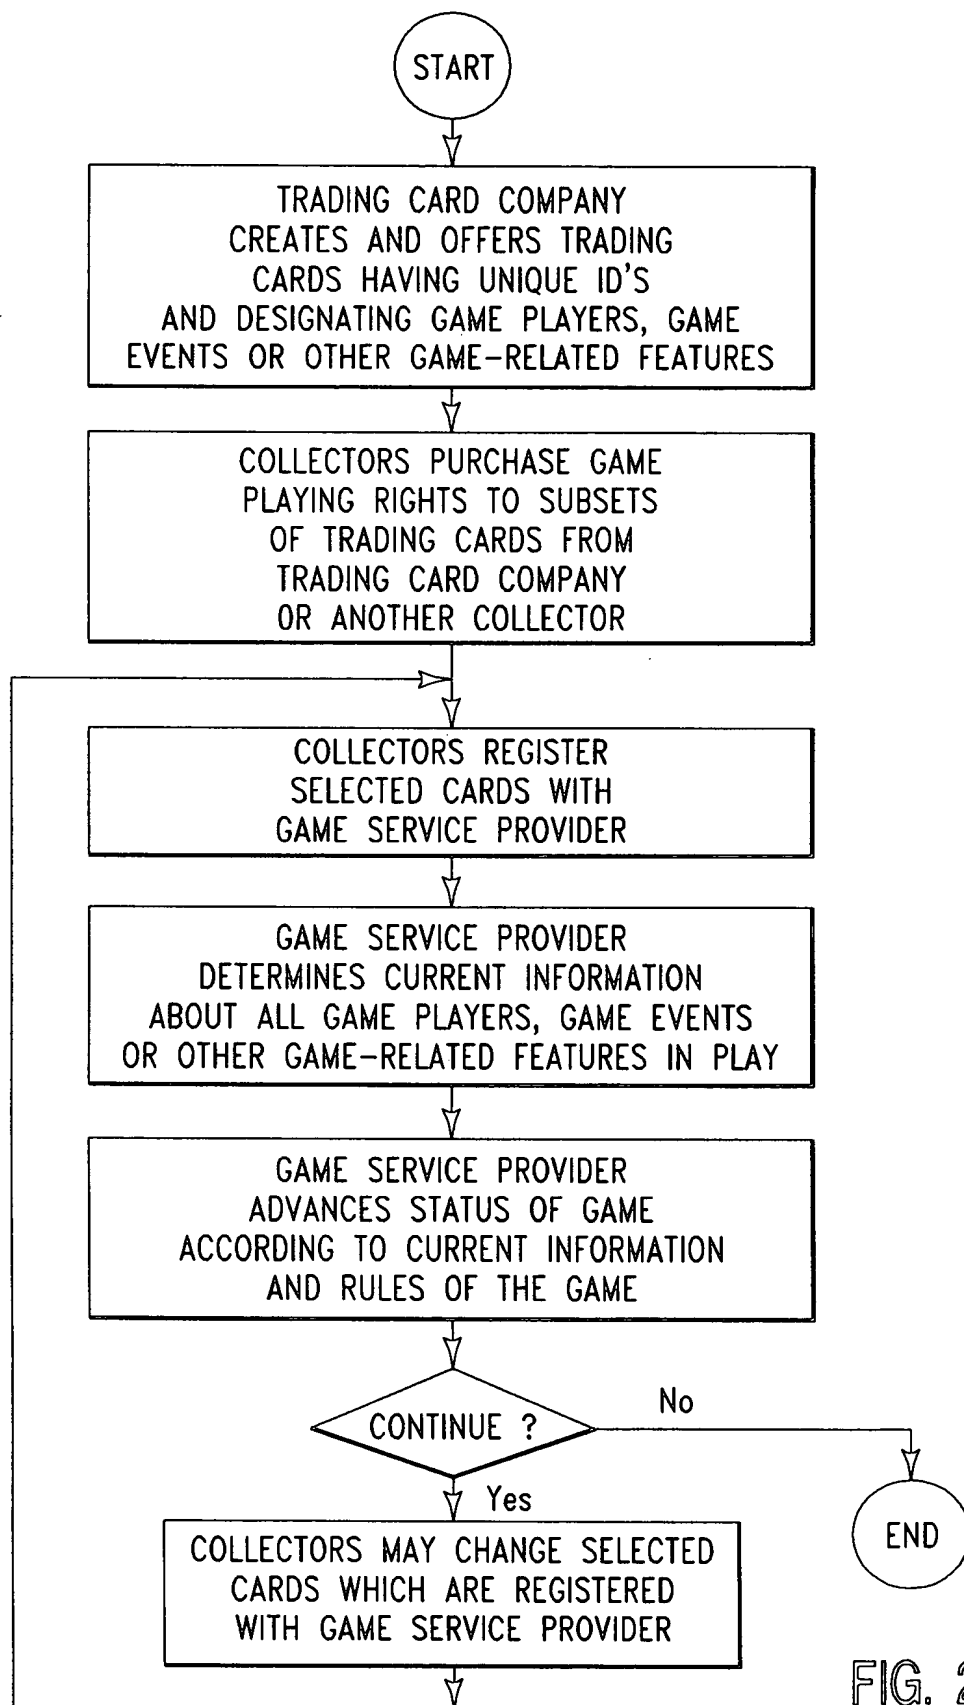 START
TRADING CARD COMPANY
CREATES AND OFFERS TRADING
CARDS HAVING UNIQUE ID'S
AND DESIGNATING GAME PLAYERS, GAME
EVENTS OR OTHER GAME-RELATED FEATURES
COLLECTORS PURCHASE GAME
PLAYING RIGHTS TO SUBSETS
OF TRADING CARDS FROM
TRADING CARD COMPANY
OR ANOTHER COLLECTOR
COLLECTORS REGISTER
SELECTED CARDS WITH
GAME SERVICE PROVIDER
GAME SERVICE PROVIDER
DETERMINES CURRENT INFORMATION
ABOUT ALL GAME PLAYERS, GAME EVENTS
OR OTHER GAME-RELATED FEATURES IN PLAY
GAME SERVICE PROVIDER
ADVANCES STATUS OF GAME
ACCORDING TO CURRENT INFORMATION
AND RULES OF THE GAME
CONTINUE ?
No
Yes
END
COLLECTORS MAY CHANGE SELECTED
CARDS WHICH ARE REGISTERED
WITH GAME SERVICE PROVIDER
FIG. 2